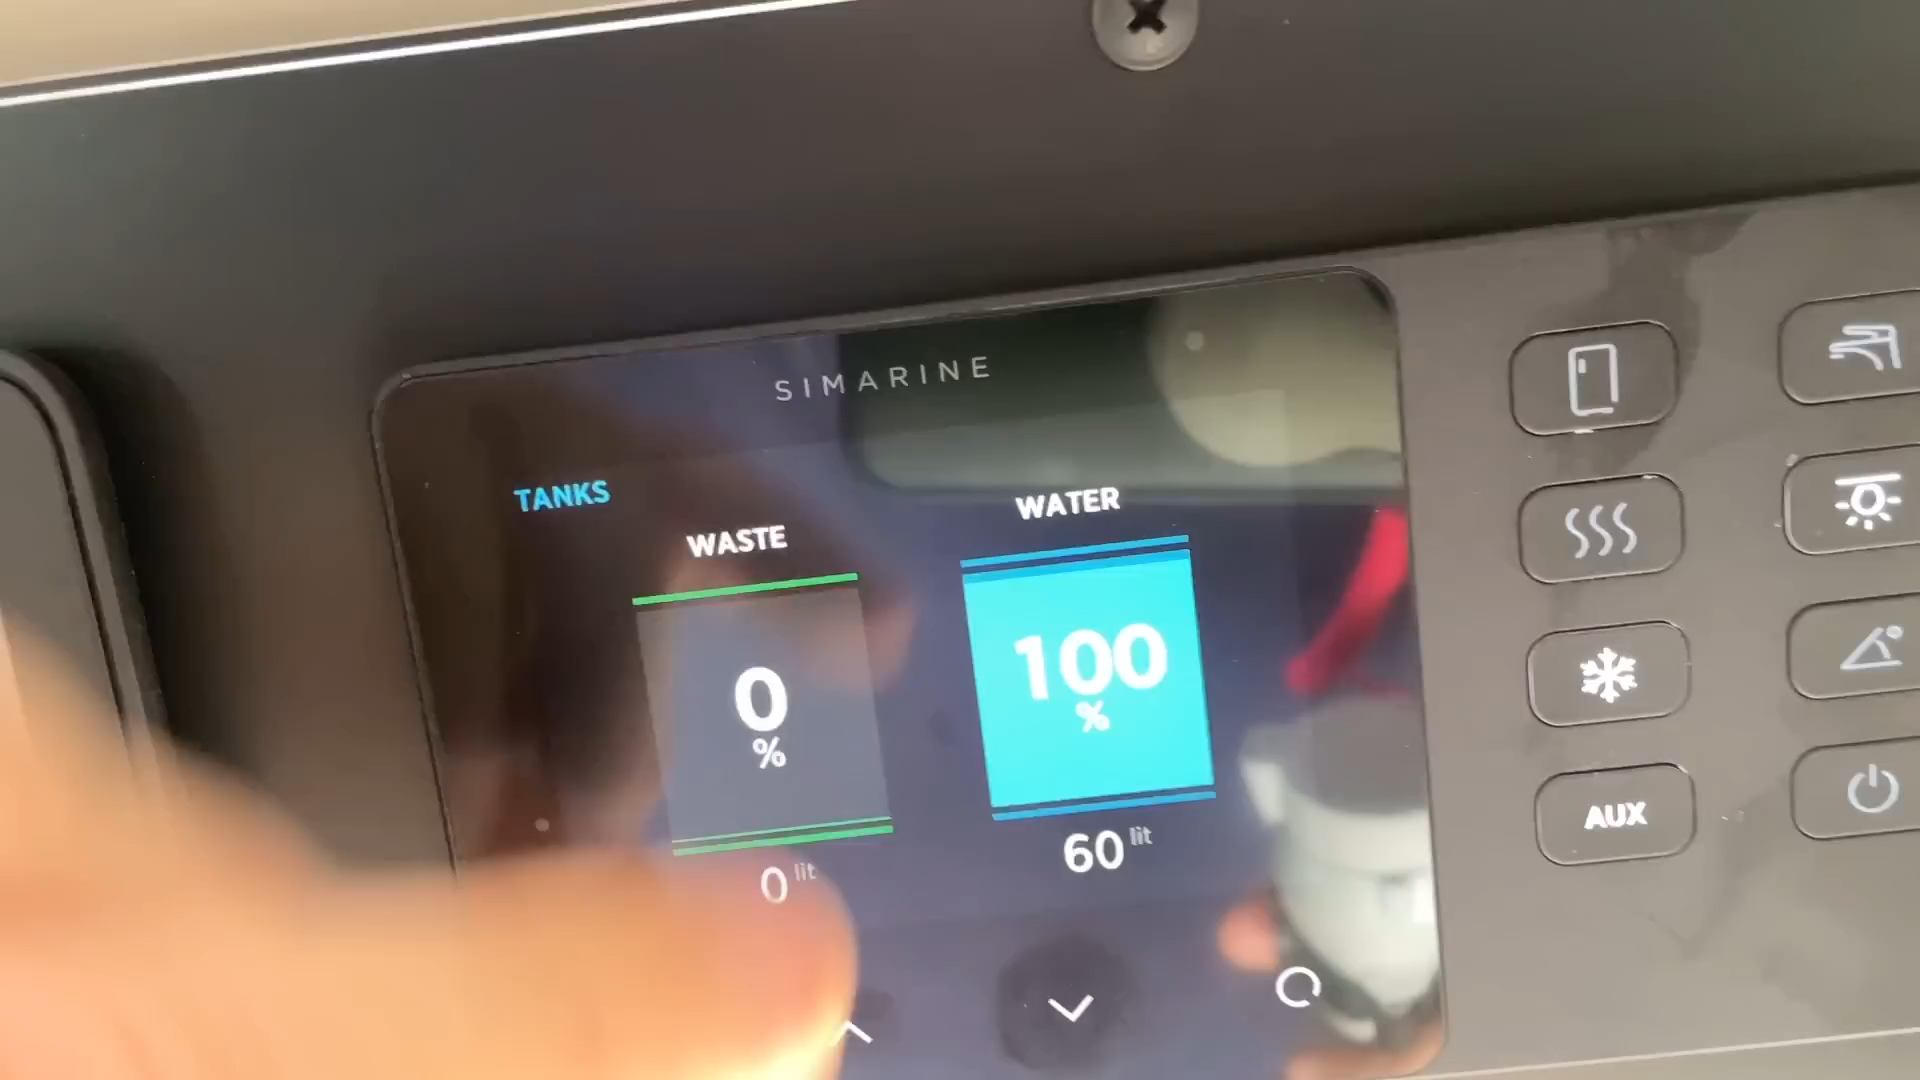 SIMARINE
TANKS
WASTE
WATER
0
%
100
%
0 lit
60 lit
AUX